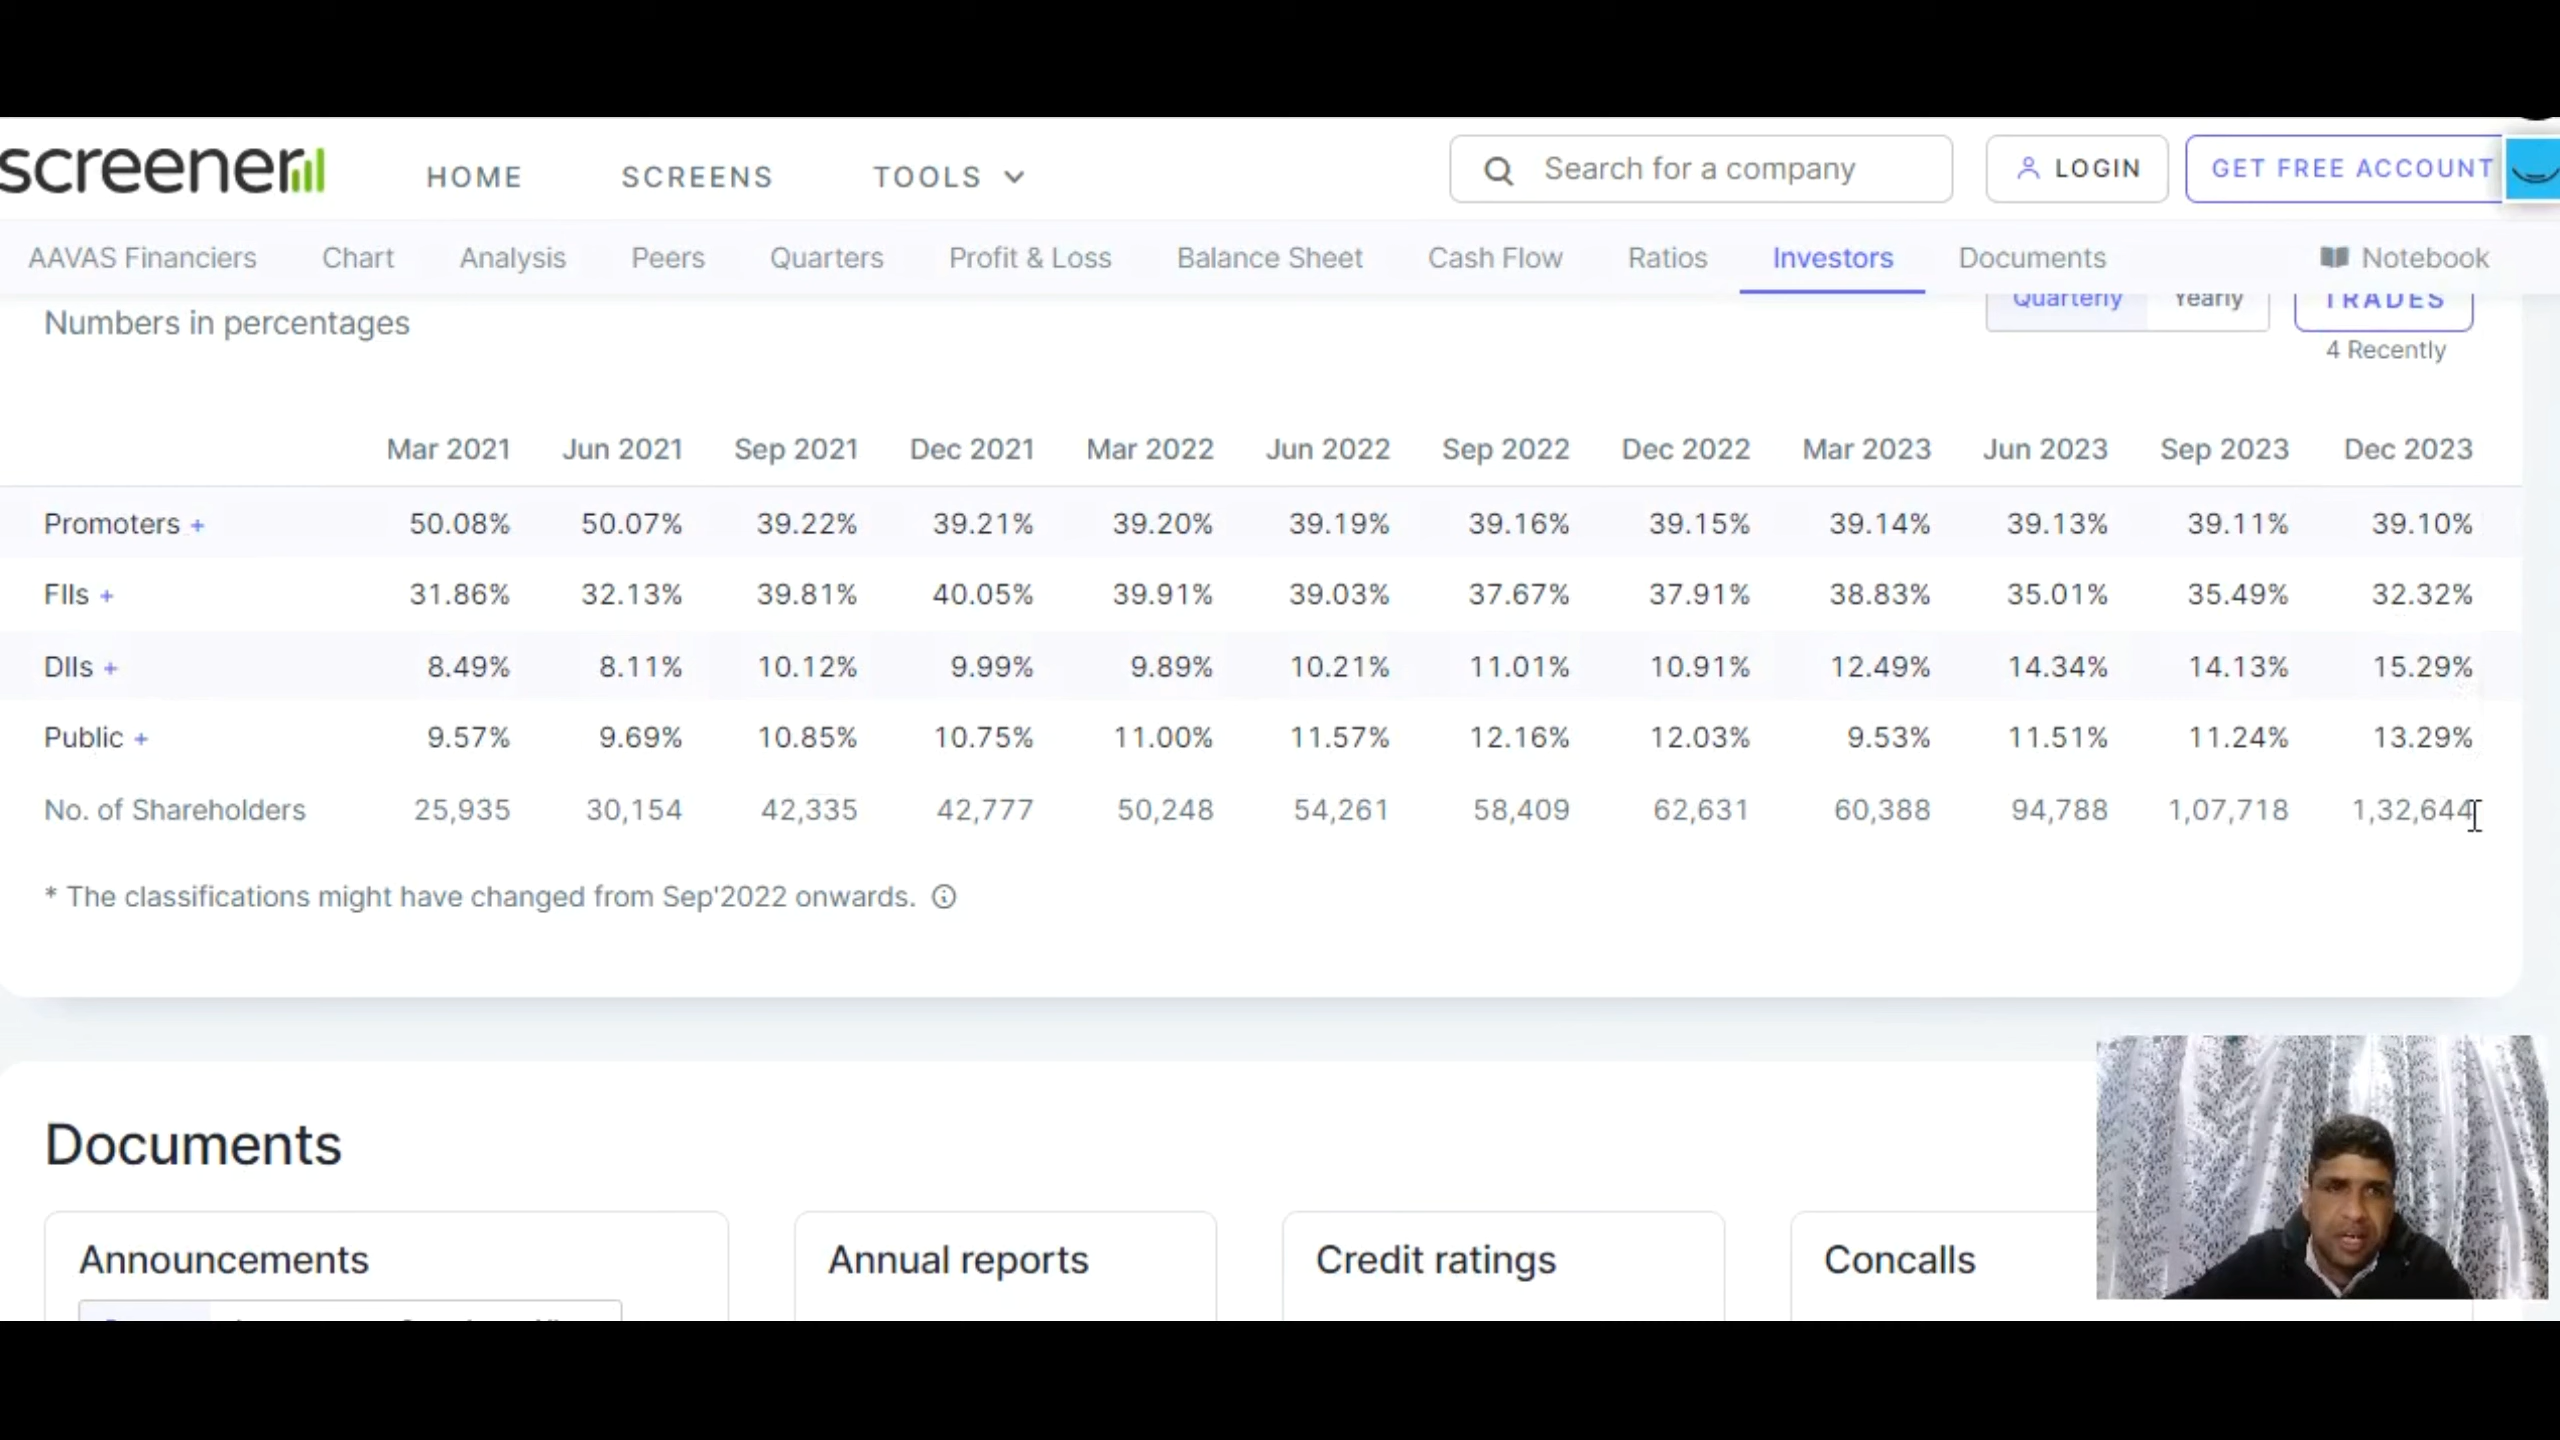 screener HOME SCREENS TOOLS Search for a company LOGIN GET FREE ACCOUNT
AAVAS Financiers Chart Analysis Peers Quarters Profit & Loss Balance Sheet Cash Flow Ratios Investors Documents Notebook
Numbers in percentages Quarterly Yearly TRADES
4 Recently
Mar 2021 Jun 2021 Sep 2021 Dec 2021 Mar 2022 Jun 2022 Sep 2022 Dec 2022 Mar 2023 Jun 2023 Sep 2023 Dec 2023
Promoters + 50.08% 50.07% 39.22% 39.21% 39.20% 39.19% 39.16% 39.15% 39.14% 39.13% 39.11% 39.10%
FIIs + 31.86% 32.13% 39.81% 40.05% 39.91% 39.03% 37.67% 37.91% 38.83% 35.01% 35.49% 32.32%
DIIs + 8.49% 8.11% 10.12% 9.99% 9.89% 10.21% 11.01% 10.91% 12.49% 14.34% 14.13% 15.29%
Public + 9.57% 9.69% 10.85% 10.75% 11.00% 11.57% 12.16% 12.03% 9.53% 11.51% 11.24% 13.29%
No. of Shareholders 25,935 30,154 42,335 42,777 50,248 54,261 58,409 62,631 60,388 94,788 1,07,718 1,32,644
* The classifications might have changed from Sep'2022 onwards.
Documents
Announcements Annual reports Credit ratings Concalls